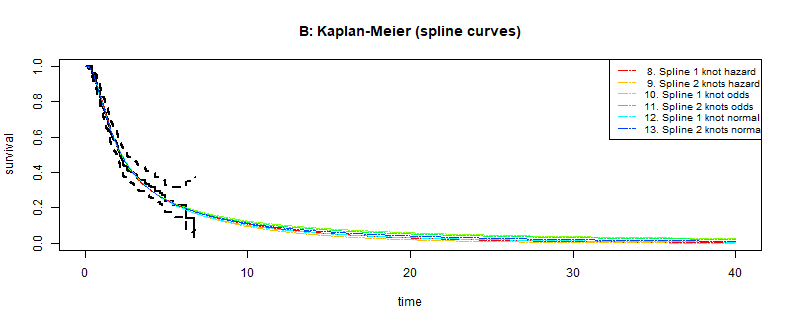 B: Kaplan-Meier (spline curves)
survival
1.0
0.8
0.6
0.4
0.2
0.0
8. Spline 1 knot hazard
9. Spline 2 knots hazard
10. Spline 1 knot odds
11. Spline 2 knots odds
12. Spline 1 knot normal
13. Spline 2 knots norma
0 10 20 30 40
time